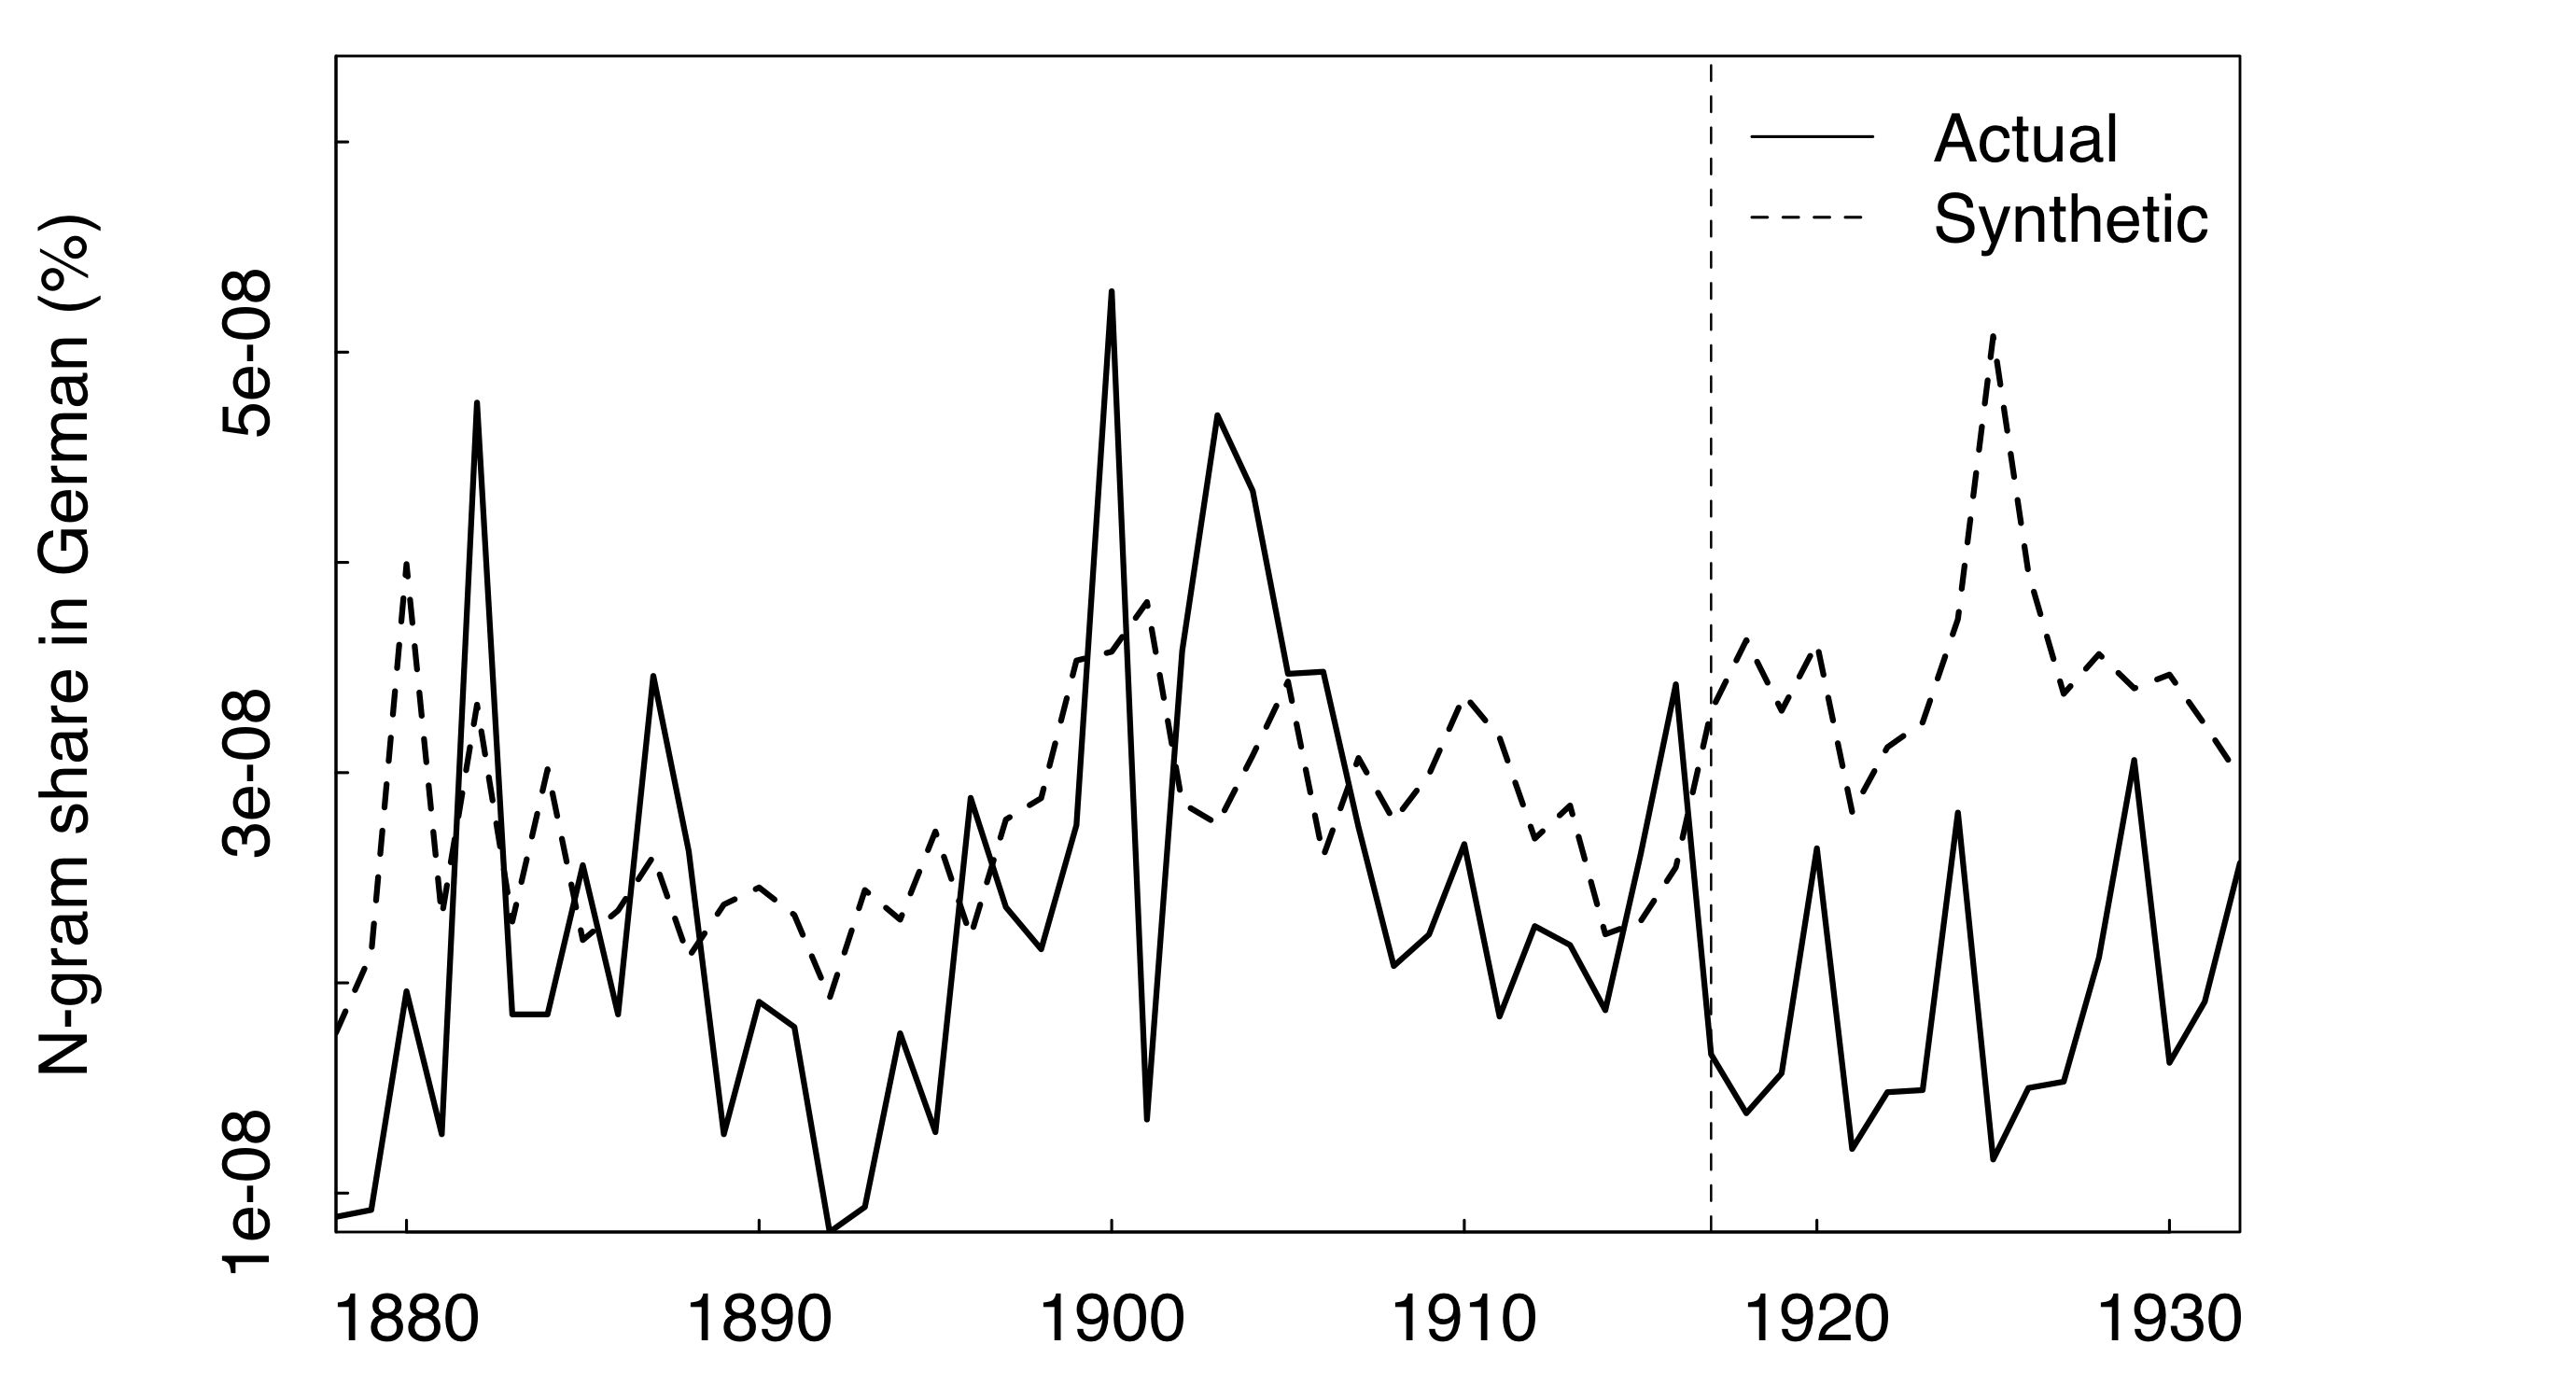 N-gram share in German (%)
5e-08
3e-08
1e-08
Actual
Synthetic
1880 1890 1900 1910 1920 1930